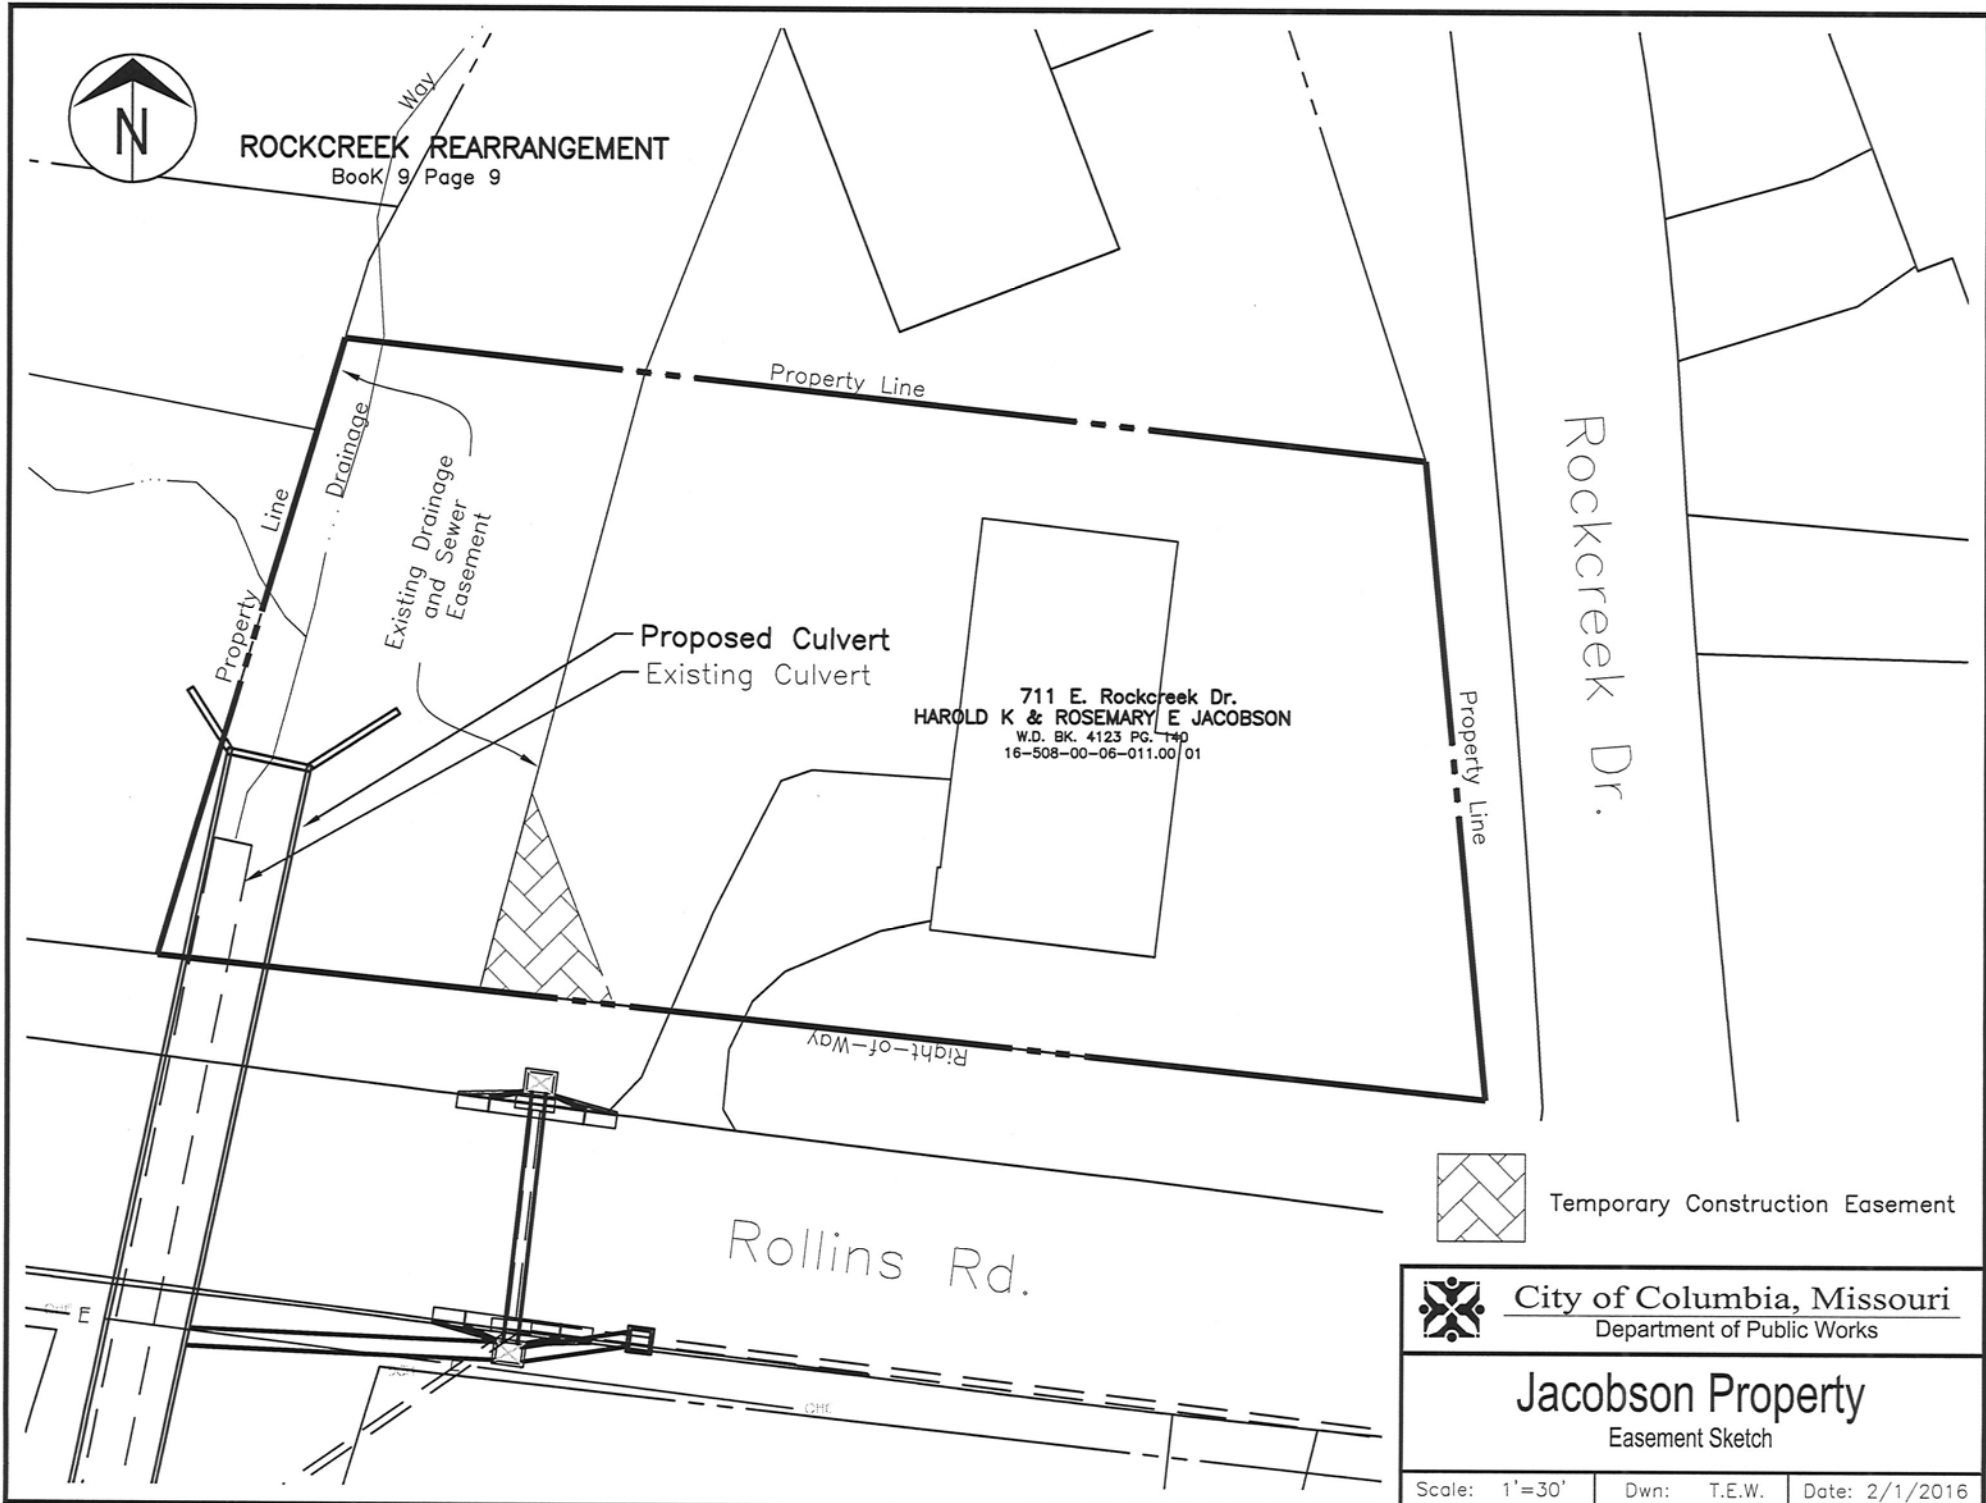 N
Way
ROCKCREEK REARRANGEMENT
BooK 9 Page 9
Property Line
Drainage
Property Line
Existing Drainage
and Sewer
Easement
Proposed Culvert
Existing Culvert
711 E. Rockcreek Dr.
HAROLD K & ROSEMARY E JACOBSON
W.D. BK. 4123 PG. 140
16-508-00-06-011.00 01
Property Line
Rockcreek Dr.
Right-of-Way
Rollins Rd.
E
OHE
Temporary Construction Easement
City of Columbia, Missouri
Department of Public Works
Jacobson Property
Easement Sketch
Scale: 1'=30' Dwn: T.E.W. Date: 2/1/2016